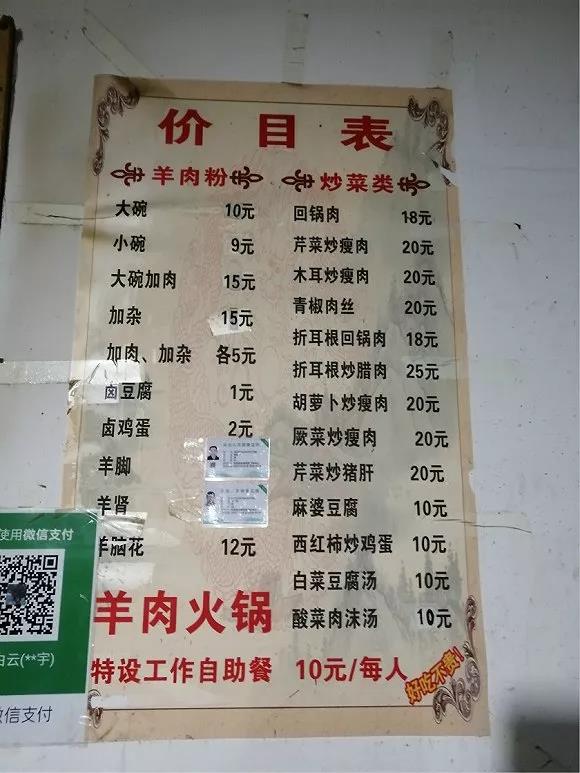 价目表
羊肉粉
大碗 10元
小碗 9元
大碗加肉 15元
加杂 15元
加肉、加杂 各5元
卤豆腐 1元
卤鸡蛋 2元
羊脚
羊肾
羊脑花 12元
炒菜类
回锅肉 18元
芹菜炒瘦肉 20元
木耳炒瘦肉 20元
青椒肉丝 20元
折耳根回锅肉 18元
折耳根炒腊肉 25元
胡萝卜炒瘦肉 20元
厥菜炒瘦肉 20元
芹菜炒猪肝 20元
麻婆豆腐 10元
西红柿炒鸡蛋 10元
白菜豆腐汤 10元
酸菜肉沫汤 10元
羊肉火锅
特设工作自助餐 10元/每人
好吃不贵!
使用微信支付
白云(**宇)
微信支付